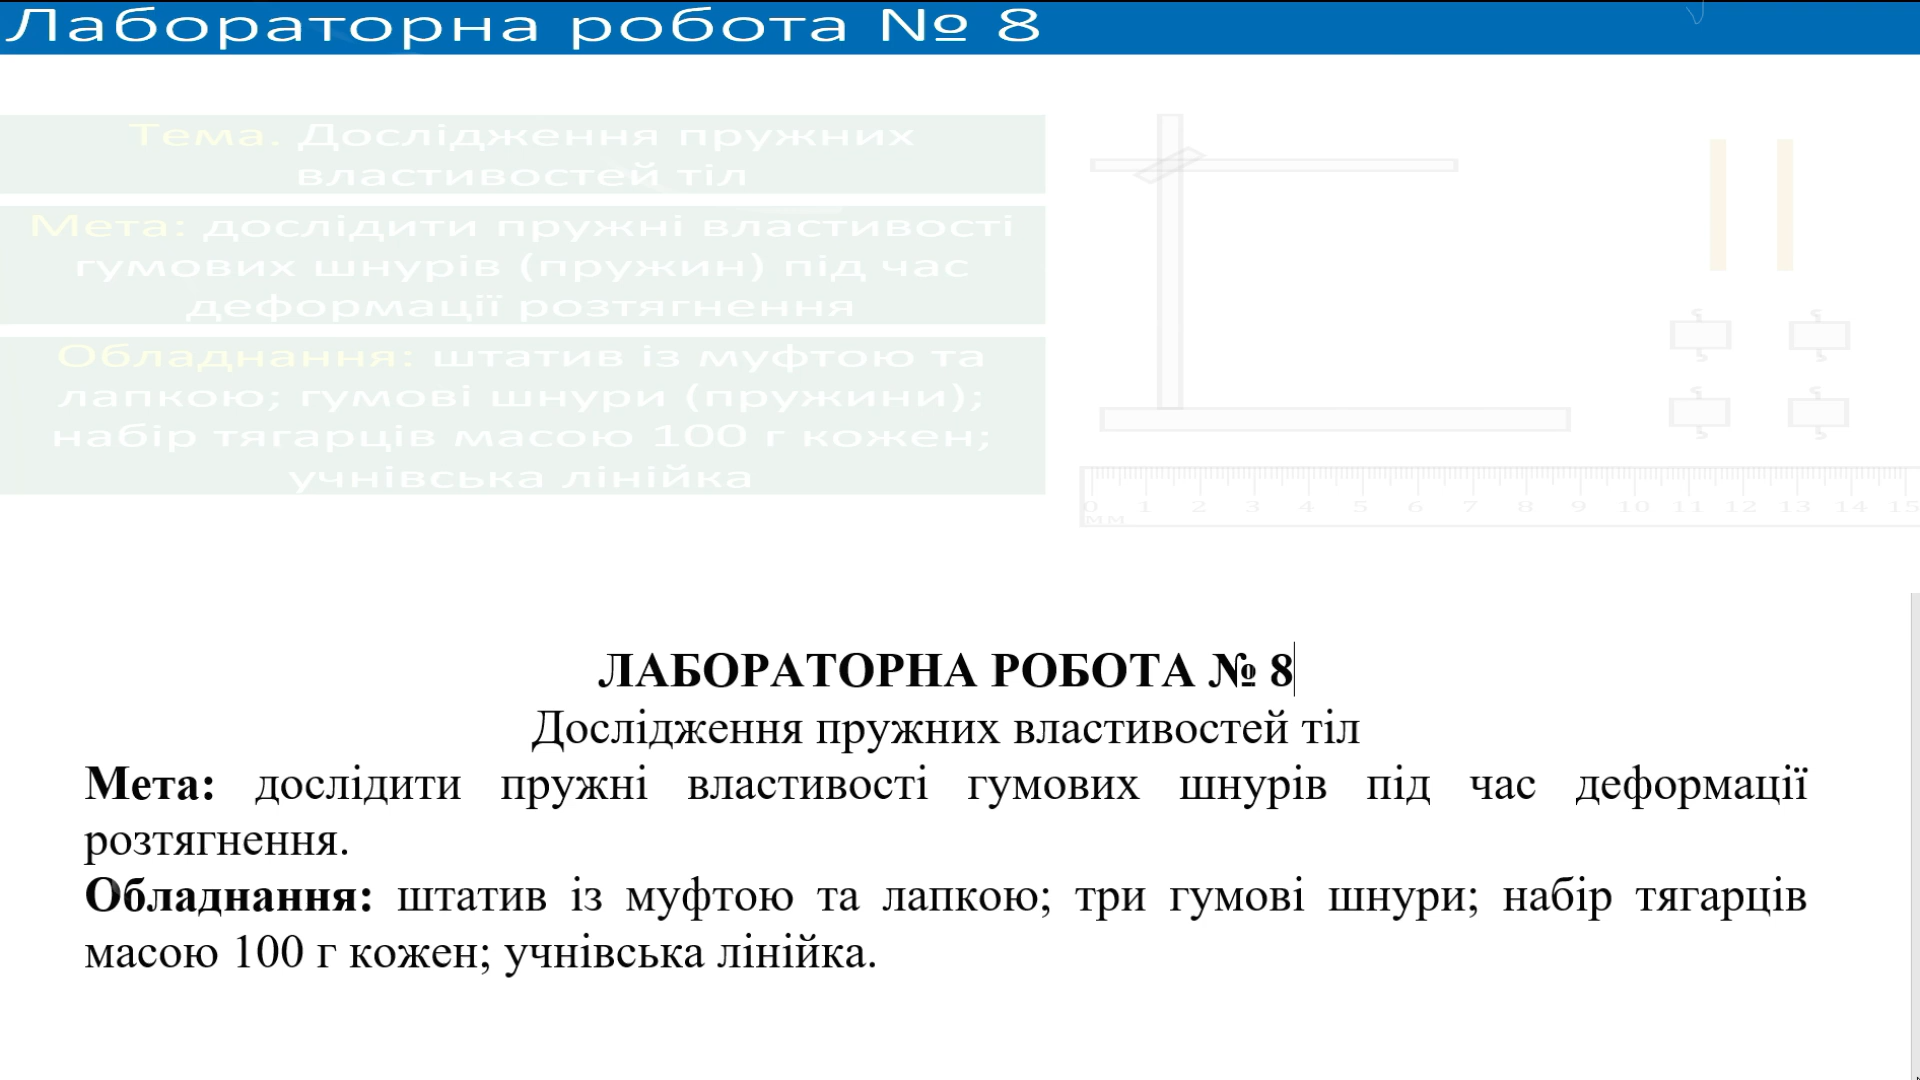 Лабораторна робота № 8
Тема. Дослідження пружних
властивостей тіл
Мета: дослідити пружні властивості
гумових шнурів (пружин) під час
деформації розтягнення
Обладнання: штатив із муфтою та
лапкою; гумові шнури (пружини);
набір тягарців масою 100 г кожен;
учнівська лінійка
0 1 2 3 4 5 6 7 8 9 10 11 12 13 14 15
мм
ЛАБОРАТОРНА РОБОТА № 8
Дослідження пружних властивостей тіл
Мета: дослідити пружні властивості гумових шнурів під час деформації
розтягнення.
Обладнання: штатив із муфтою та лапкою; три гумові шнури; набір тягарців
масою 100 г кожен; учнівська лінійка.